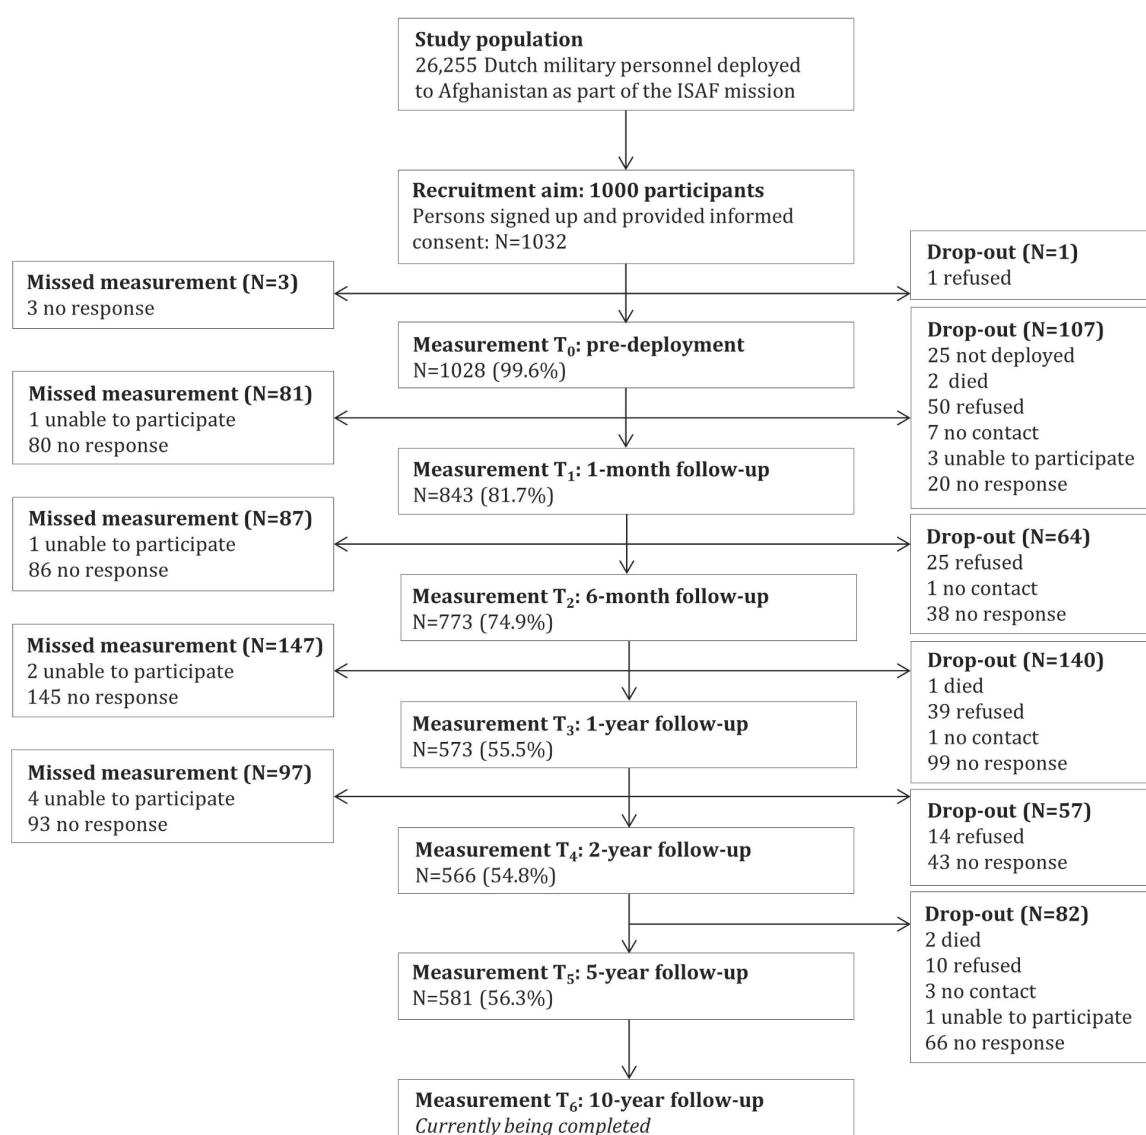 Study population
26,255 Dutch military personnel deployed
to Afghanistan as part of the ISAF mission
Recruitment aim: 1000 participants
Persons signed up and provided informed
consent: N=1032
Missed measurement (N=3)
3 no response
Drop-out (N=1)
1 refused
Measurement T₀: pre-deployment
N=1028 (99.6%)
Missed measurement (N=81)
1 unable to participate
80 no response
Drop-out (N=107)
25 not deployed
2 died
50 refused
7 no contact
3 unable to participate
20 no response
Measurement T₁: 1-month follow-up
N=843 (81.7%)
Missed measurement (N=87)
1 unable to participate
86 no response
Drop-out (N=64)
25 refused
1 no contact
38 no response
Measurement T₂: 6-month follow-up
N=773 (74.9%)
Missed measurement (N=147)
2 unable to participate
145 no response
Drop-out (N=140)
1 died
39 refused
1 no contact
99 no response
Measurement T₃: 1-year follow-up
N=573 (55.5%)
Missed measurement (N=97)
4 unable to participate
93 no response
Drop-out (N=57)
14 refused
43 no response
Measurement T₄: 2-year follow-up
N=566 (54.8%)
Drop-out (N=82)
2 died
10 refused
3 no contact
1 unable to participate
66 no response
Measurement T₅: 5-year follow-up
N=581 (56.3%)
Measurement T₆: 10-year follow-up
Currently being completed